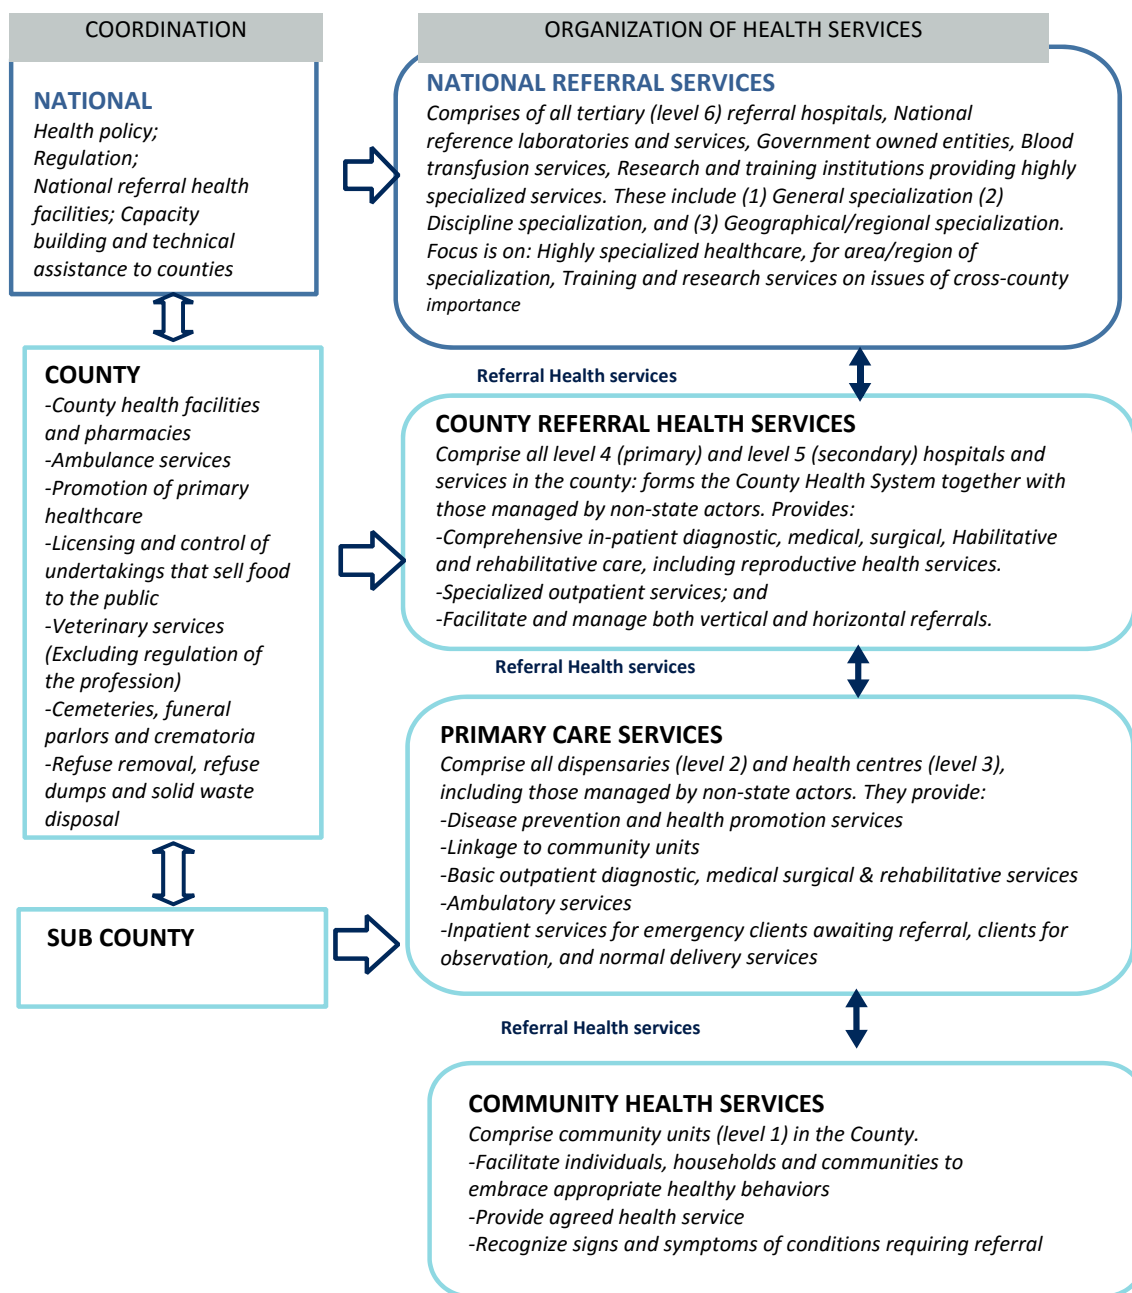 COORDINATION
ORGANIZATION OF HEALTH SERVICES
NATIONAL
Health policy;
Regulation;
National referral health
facilities; Capacity
building and technical
assistance to counties
NATIONAL REFERRAL SERVICES
Comprises of all tertiary (level 6) referral hospitals, National
reference laboratories and services, Government owned entities, Blood
transfusion services, Research and training institutions providing highly
specialized services. These include (1) General specialization (2)
Discipline specialization, and (3) Geographical/regional specialization.
Focus is on: Highly specialized healthcare, for area/region of
specialization, Training and research services on issues of cross-county
importance
Referral Health services
COUNTY
-County health facilities
and pharmacies
-Ambulance services
-Promotion of primary
healthcare
-Licensing and control of
undertakings that sell food
to the public
-Veterinary services
(Excluding regulation of
the profession)
-Cemeteries, funeral
parlors and crematoria
-Refuse removal, refuse
dumps and solid waste
disposal
COUNTY REFERRAL HEALTH SERVICES
Comprise all level 4 (primary) and level 5 (secondary) hospitals and
services in the county: forms the County Health System together with
those managed by non-state actors. Provides:
-Comprehensive in-patient diagnostic, medical, surgical, Habilitative
and rehabilitative care, including reproductive health services.
-Specialized outpatient services; and
-Facilitate and manage both vertical and horizontal referrals.
Referral Health services
SUB COUNTY
PRIMARY CARE SERVICES
Comprise all dispensaries (level 2) and health centres (level 3),
including those managed by non-state actors. They provide:
-Disease prevention and health promotion services
-Linkage to community units
-Basic outpatient diagnostic, medical surgical & rehabilitative services
-Ambulatory services
-Inpatient services for emergency clients awaiting referral, clients for
observation, and normal delivery services
Referral Health services
COMMUNITY HEALTH SERVICES
Comprise community units (level 1) in the County.
-Facilitate individuals, households and communities to
embrace appropriate healthy behaviors
-Provide agreed health service
-Recognize signs and symptoms of conditions requiring referral